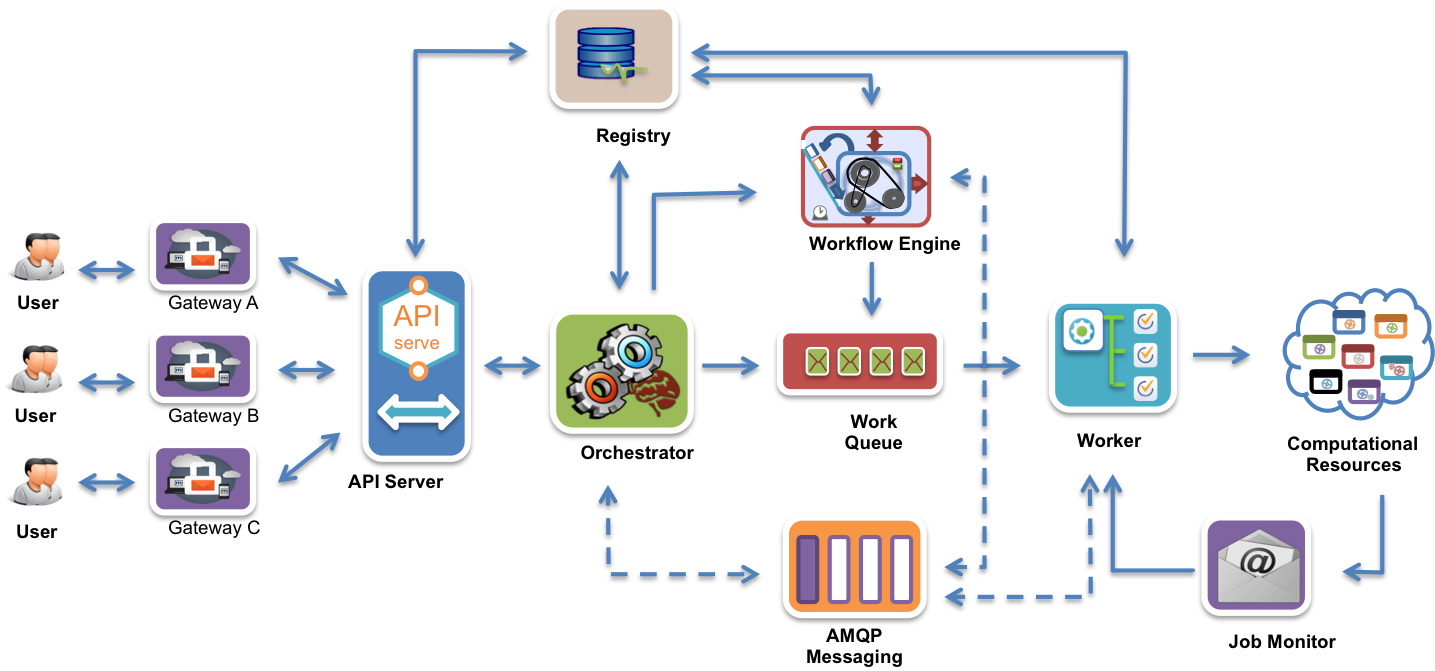 Registry
Workflow Engine
User
Gateway A
API
serve
User
Gateway B
Work
Queue
Worker
Computational
Resources
Orchestrator
API Server
User
Gateway C
@
AMQP
Messaging
Job Monitor